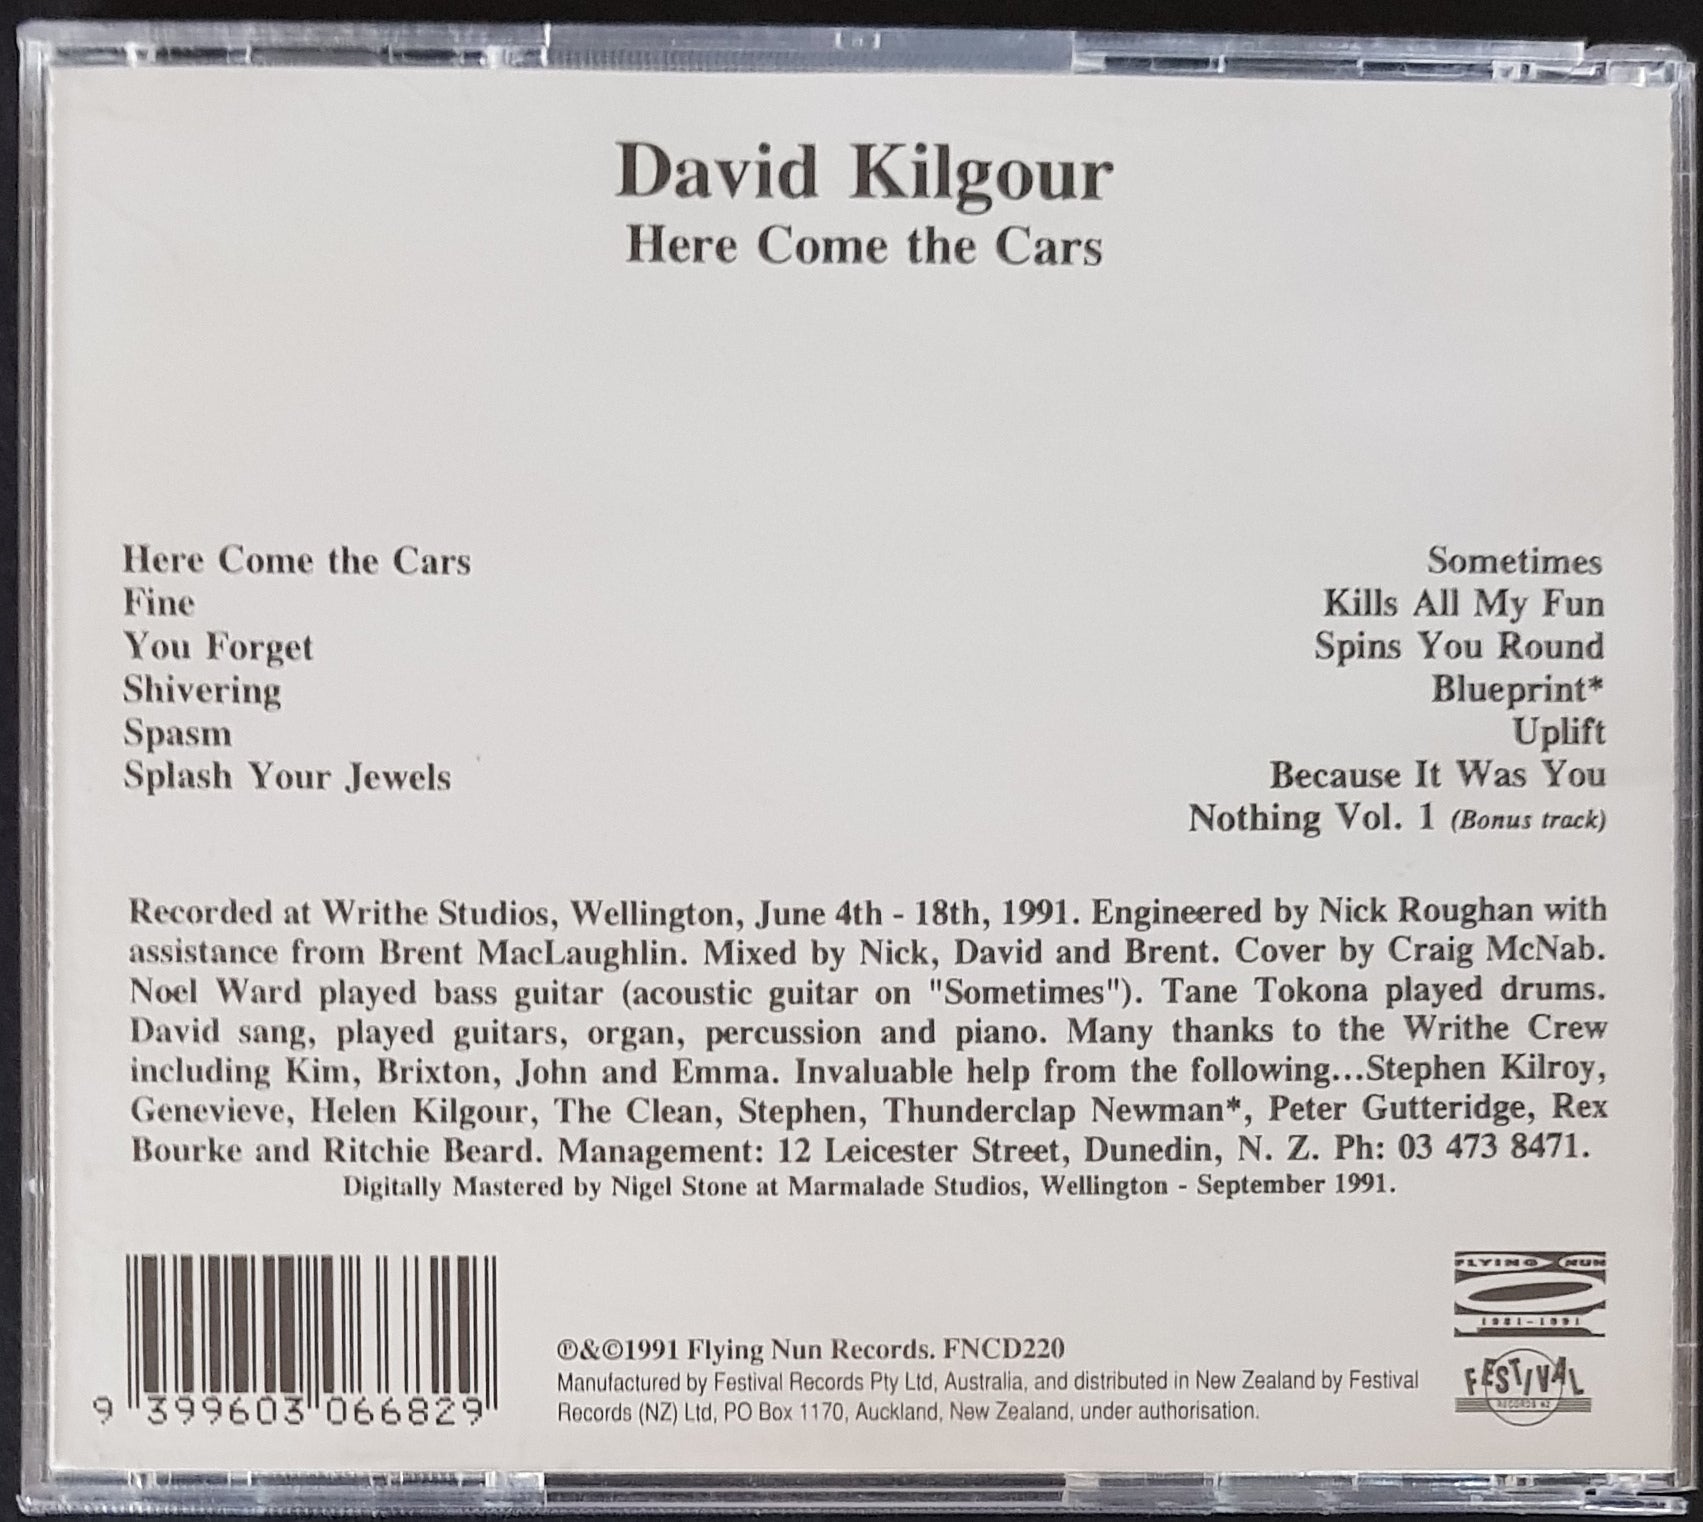 David Kilgour
Here Come the Cars
Here Come the Cars
Fine
You Forget
Shivering
Spasm
Splash Your Jewels
Sometimes
Kills All My Fun
Spins You Round
Blueprint*
Uplift
Because It Was You
Nothing Vol. 1 (Bonus track)
Recorded at Writhe Studios, Wellington, June 4th - 18th, 1991. Engineered by Nick Roughan with
assistance from Brent MacLaughlin. Mixed by Nick, David and Brent. Cover by Craig McNab.
Noel Ward played bass guitar (acoustic guitar on "Sometimes"). Tane Tokona played drums.
David sang, played guitars, organ, percussion and piano. Many thanks to the Writhe Crew
including Kim, Brixton, John and Emma. Invaluable help from the following...Stephen Kilroy,
Genevieve, Helen Kilgour, The Clean, Stephen, Thunderclap Newman*, Peter Gutteridge, Rex
Bourke and Ritchie Beard. Management: 12 Leicester Street, Dunedin, N. Z. Ph: 03 473 8471.
Digitally Mastered by Nigel Stone at Marmalade Studios, Wellington - September 1991.
9 399603 066829
℗&©1991 Flying Nun Records. FNCD220
Manufactured by Festival Records Pty Ltd, Australia, and distributed in New Zealand by Festival
Records (NZ) Ltd, PO Box 1170, Auckland, New Zealand, under authorisation.
FLYING NUN
1981-1991
FESTIVAL
RECORDS NZ